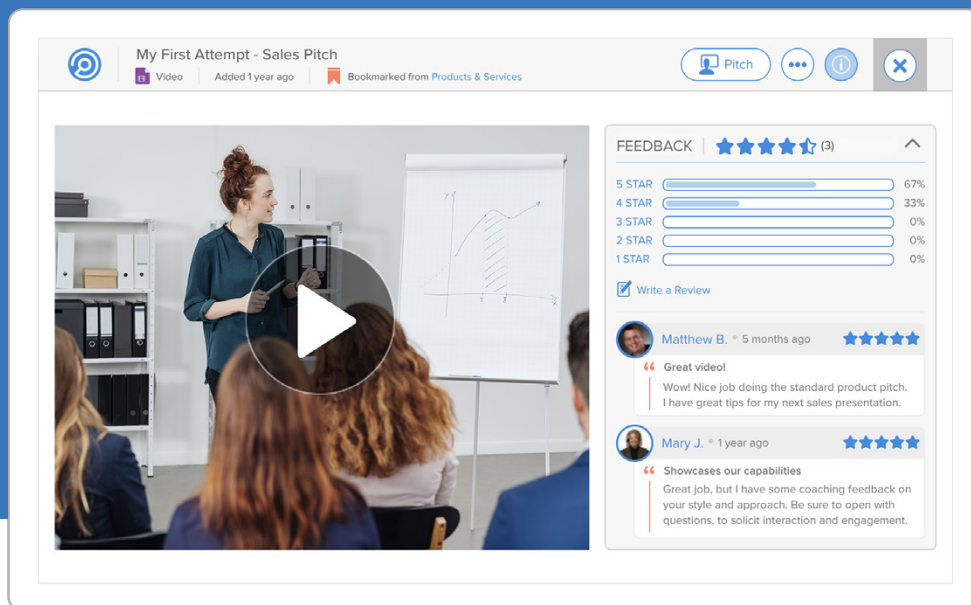 My First Attempt - Sales Pitch
Video
Added 1 year ago
Bookmarked from Products & Services
Pitch
FEEDBACK
(3)
5 STAR 67%
4 STAR 33%
3 STAR 0%
2 STAR 0%
1 STAR 0%
Write a Review
Matthew B. • 5 months ago
Great video!
Wow! Nice job doing the standard product pitch.
I have great tips for my next sales presentation.
Mary J. • 1 year ago
Showcases our capabilities
Great job, but I have some coaching feedback on
your style and approach. Be sure to open with
questions, to solicit interaction and engagement.